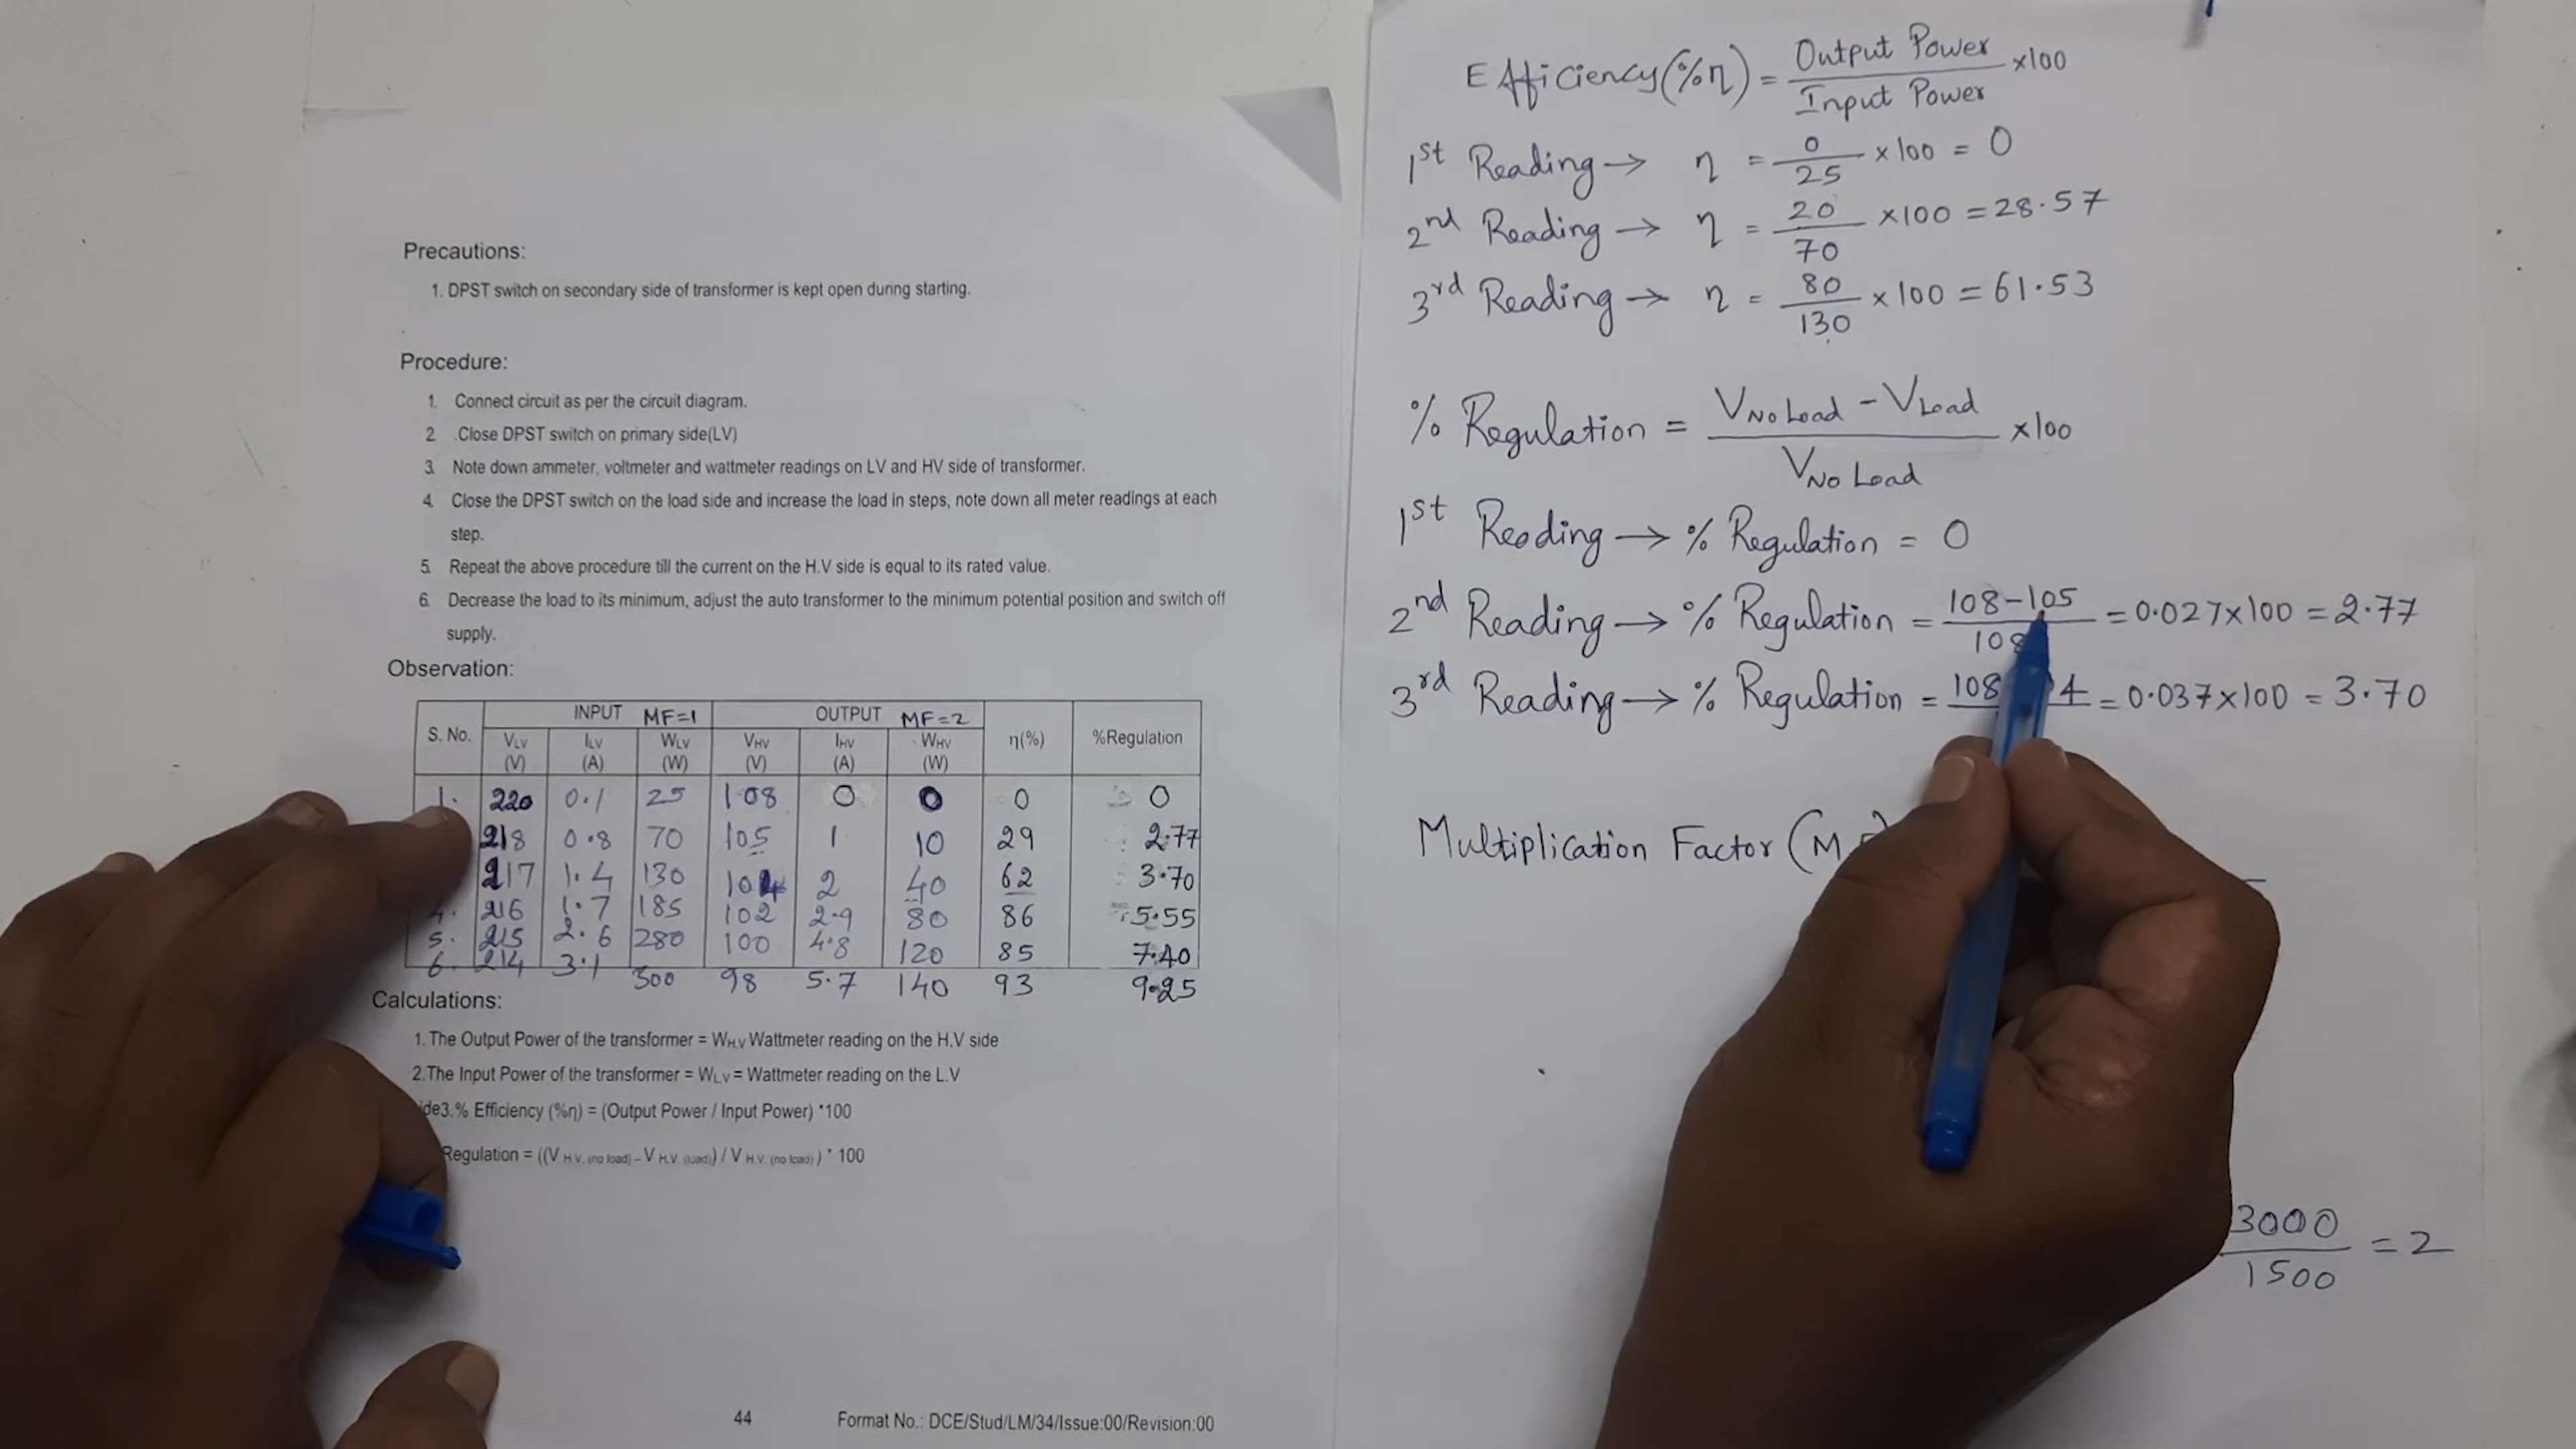 Precautions:
1. DPST switch on secondary side of transformer is kept open during starting.
Procedure:
1. Connect circuit as per the circuit diagram.
2 .Close DPST switch on primary side(LV)
3. Note down ammeter, voltmeter and wattmeter readings on LV and HV side of transformer.
4. Close the DPST switch on the load side and increase the load in steps, note down all meter readings at each
step.
5. Repeat the above procedure till the current on the H.V side is equal to its rated value.
6. Decrease the load to its minimum, adjust the auto transformer to the minimum potential position and switch off
supply.
Observation:
S. No. INPUT MF=1 OUTPUT MF=2 η(%) %Regulation
VLV (V) ILV (A) WLV (W) VHV (V) IHV (A) WHV (W)
1. 220 0.1 25 108 0 0 0 0
218 0.8 70 105 1 10 29 2.77
217 1.4 130 104 2 40 62 3.70
4. 216 1.7 185 102 2.9 80 86 5.55
5. 215 2.6 280 100 4.8 120 85 7.40
6. 214 3.1 300 98 5.7 140 93 9.25
Calculations:
1. The Output Power of the transformer = WH.V Wattmeter reading on the H.V side
2.The Input Power of the transformer = WLV= Wattmeter reading on the L.V
ide3.% Efficiency (%η) = (Output Power / Input Power) *100
Regulation = ((V H.V. (no load) – V H.V. (load)) / V H.V. (no load) ) * 100
44 Format No.: DCE/Stud/LM/34/Issue:00/Revision:00
Efficiency(%η) = Output Power / Input Power ×100
1st Reading → η = 0/25 × 100 = 0
2nd Reading → η = 20/70 ×100 = 28.57
3rd Reading → η = 80/130 × 100 = 61.53
% Regulation = VNo Load - VLoad / VNo Load ×100
1st Reading → % Regulation = 0
2nd Reading → % Regulation = 108-105/108 = 0.027×100 = 2.77
3rd Reading → % Regulation = 108 4 = 0.037×100 = 3.70
Multiplication Factor (M
3000/1500 = 2